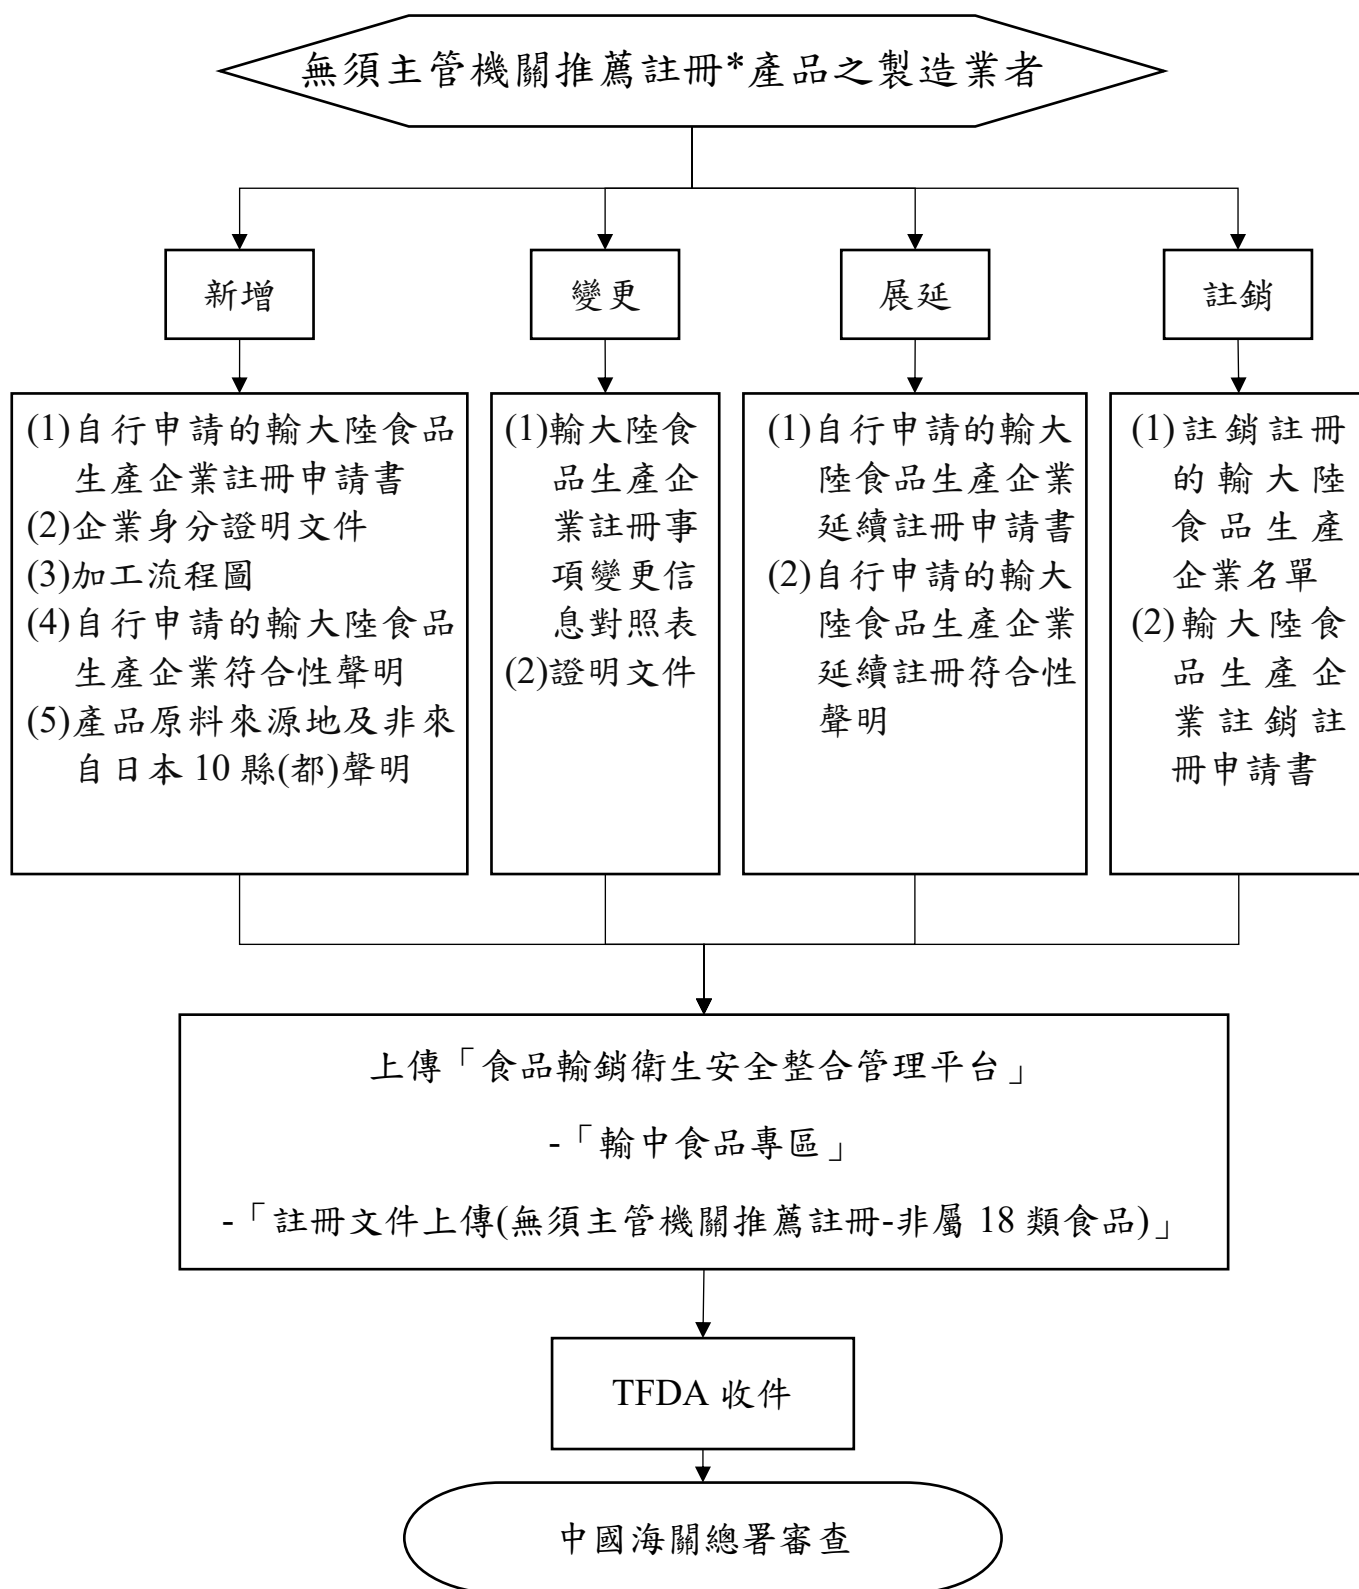 無須主管機關推薦註冊*產品之製造業者
新增
變更
展延
註銷
(1)自行申請的輸大陸食品
生產企業註冊申請書
(2)企業身分證明文件
(3)加工流程圖
(4)自行申請的輸大陸食品
生產企業符合性聲明
(5)產品原料來源地及非來
自日本 10 縣(都)聲明
(1)輸大陸食
品生產企
業註冊事
項變更信
息對照表
(2)證明文件
(1)自行申請的輸大
陸食品生產企業
延續註冊申請書
(2)自行申請的輸大
陸食品生產企業
延續註冊符合性
聲明
(1)註銷註冊
的輸大陸
食品生產
企業名單
(2)輸大陸食
品生產企
業註銷註
冊申請書
上傳「食品輸銷衛生安全整合管理平台」
-「輸中食品專區」
-「註冊文件上傳(無須主管機關推薦註冊-非屬 18 類食品)」
TFDA 收件
中國海關總署審查